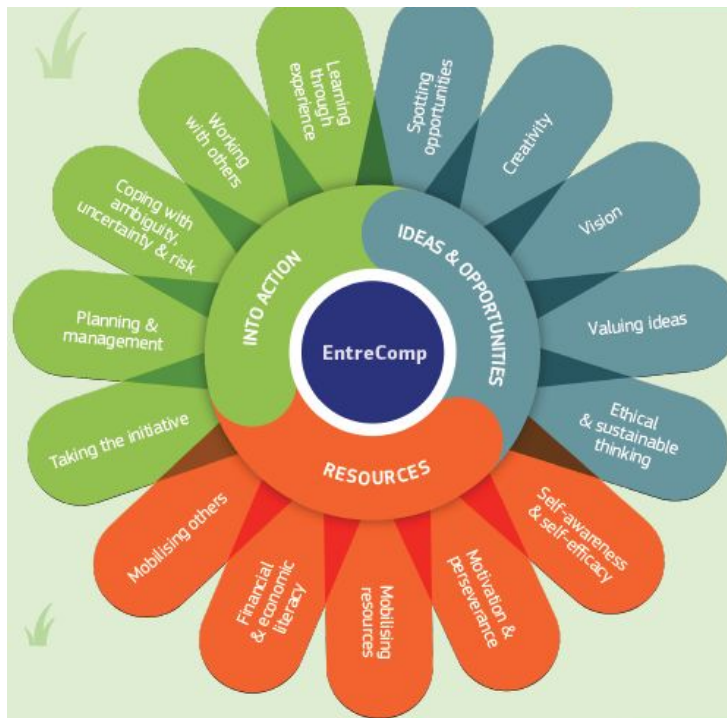 EntreComp
IDEAS & OPPORTUNITIES
Spotting
opportunities
Creativity
Vision
Valuing ideas
Ethical
& sustainable
thinking
RESOURCES
Self-awareness
& self-efficacy
Motivation &
perseverance
Mobilising
resources
Financial
& economic
literacy
Mobilising others
INTO ACTION
Taking the initiative
Planning &
management
Coping with
ambiguity,
uncertainty & risk
Working
with others
Learning
through
experience